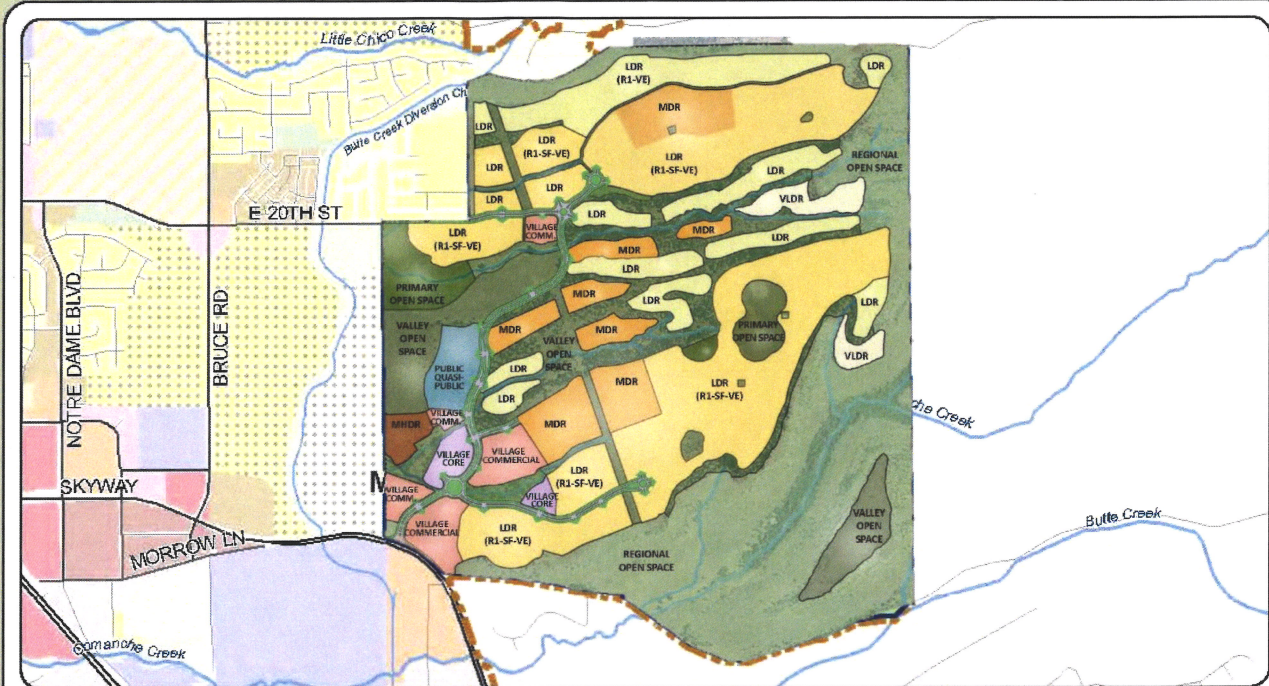 Little Chico Creek
Butte Creek Diversion Ch
LDR
(R1-VE)
LDR
MDR
LDR
LDR
(R1-SF-VE)
LDR
(R1-SF-VE)
REGIONAL
OPEN SPACE
LDR
LDR
LDR
LDR
VLDR
E 20TH ST
LDR
LDR
(R1-SF-VE)
VILLAGE
COMM.
MDR
MDR
LDR
LDR
PRIMARY
OPEN SPACE
MDR
LDR
LDR
NOTRE DAME BLVD
BRUCE RD
VALLEY
OPEN
SPACE
MDR
MDR
PRIMARY
OPEN SPACE
VALLEY
OPEN
SPACE
VLDR
PUBLIC
QUASI-
PUBLIC
LDR
MDR
LDR
(R1-SF-VE)
LDR
che Creek
MHDR
VILLAGE
COMM.
MDR
VILLAGE
CORE
VILLAGE
COMMERCIAL
LDR
(R1-SF-VE)
SKYWAY
M
VILLAGE
COMM.
VILLAGE
CORE
VILLAGE
COMMERCIAL
LDR
(R1-SF-VE)
VALLEY
OPEN
SPACE
Butte Creek
MORROW LN
REGIONAL
OPEN SPACE
Comanche Creek